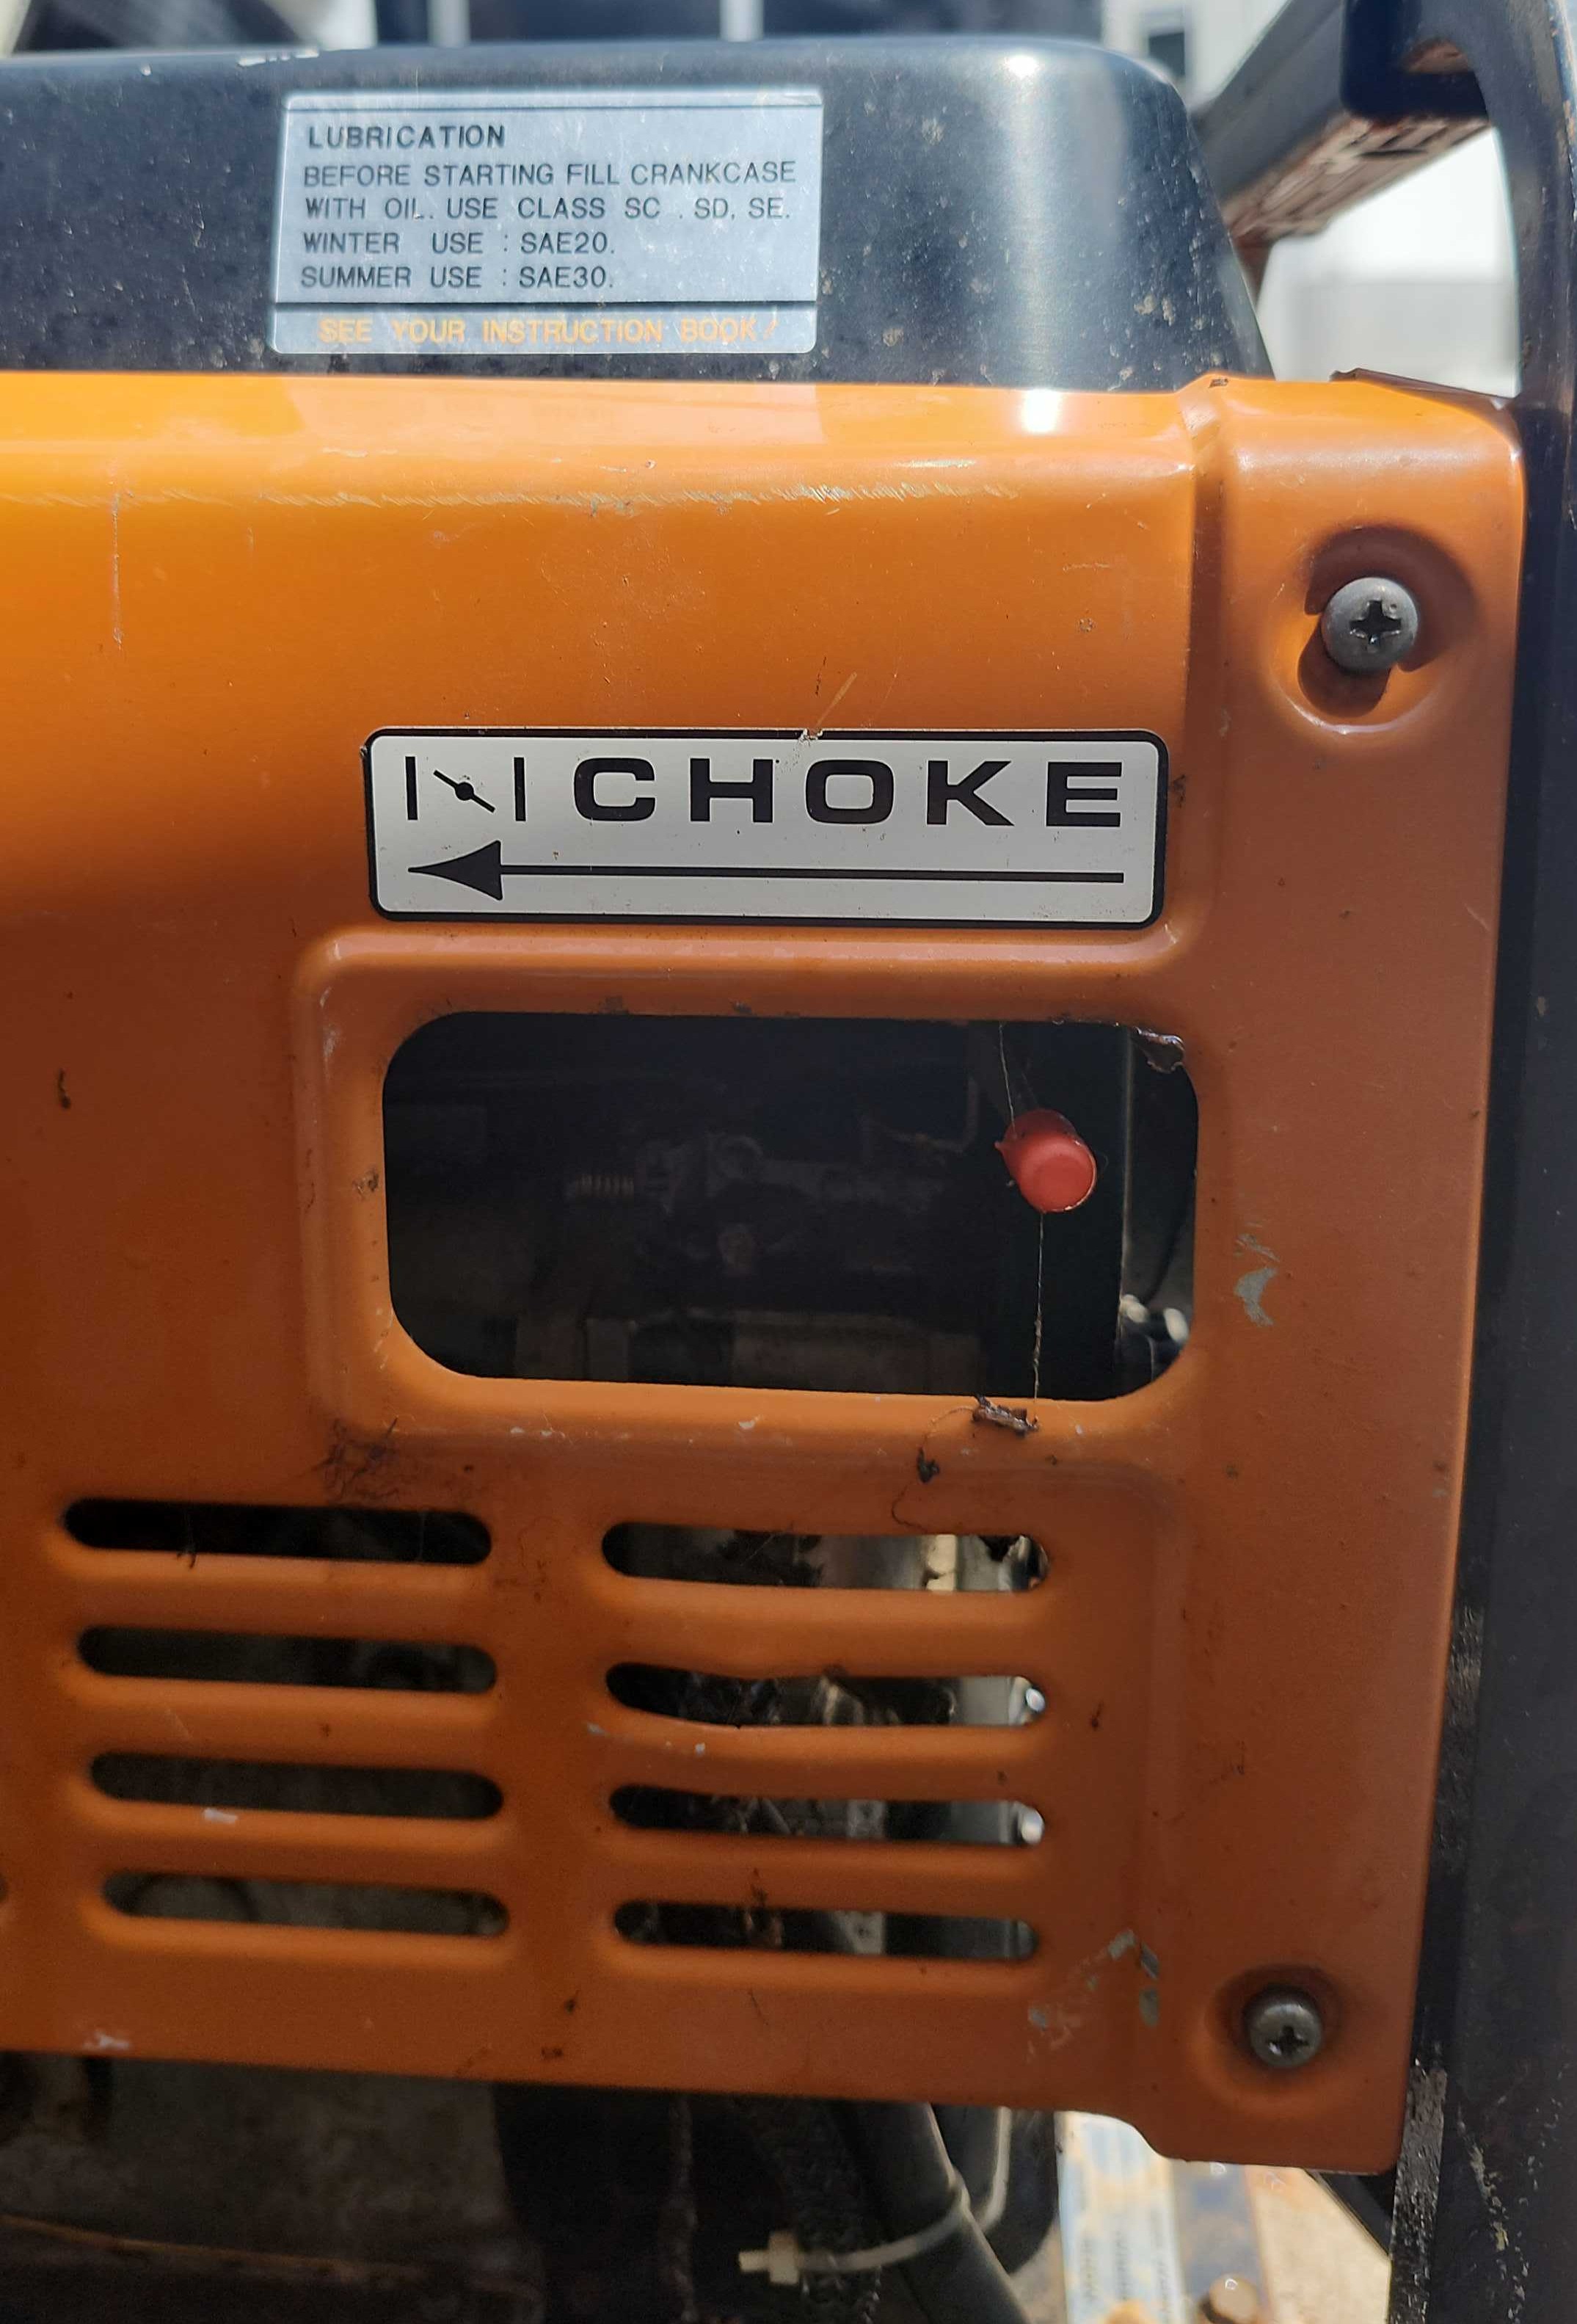 LUBRICATION
BEFORE STARTING FILL CRANKCASE
WITH OIL. USE CLASS SC . SD, SE.
WINTER USE : SAE20.
SUMMER USE : SAE30.
SEE YOUR INSTRUCTION BOOK!
CHOKE